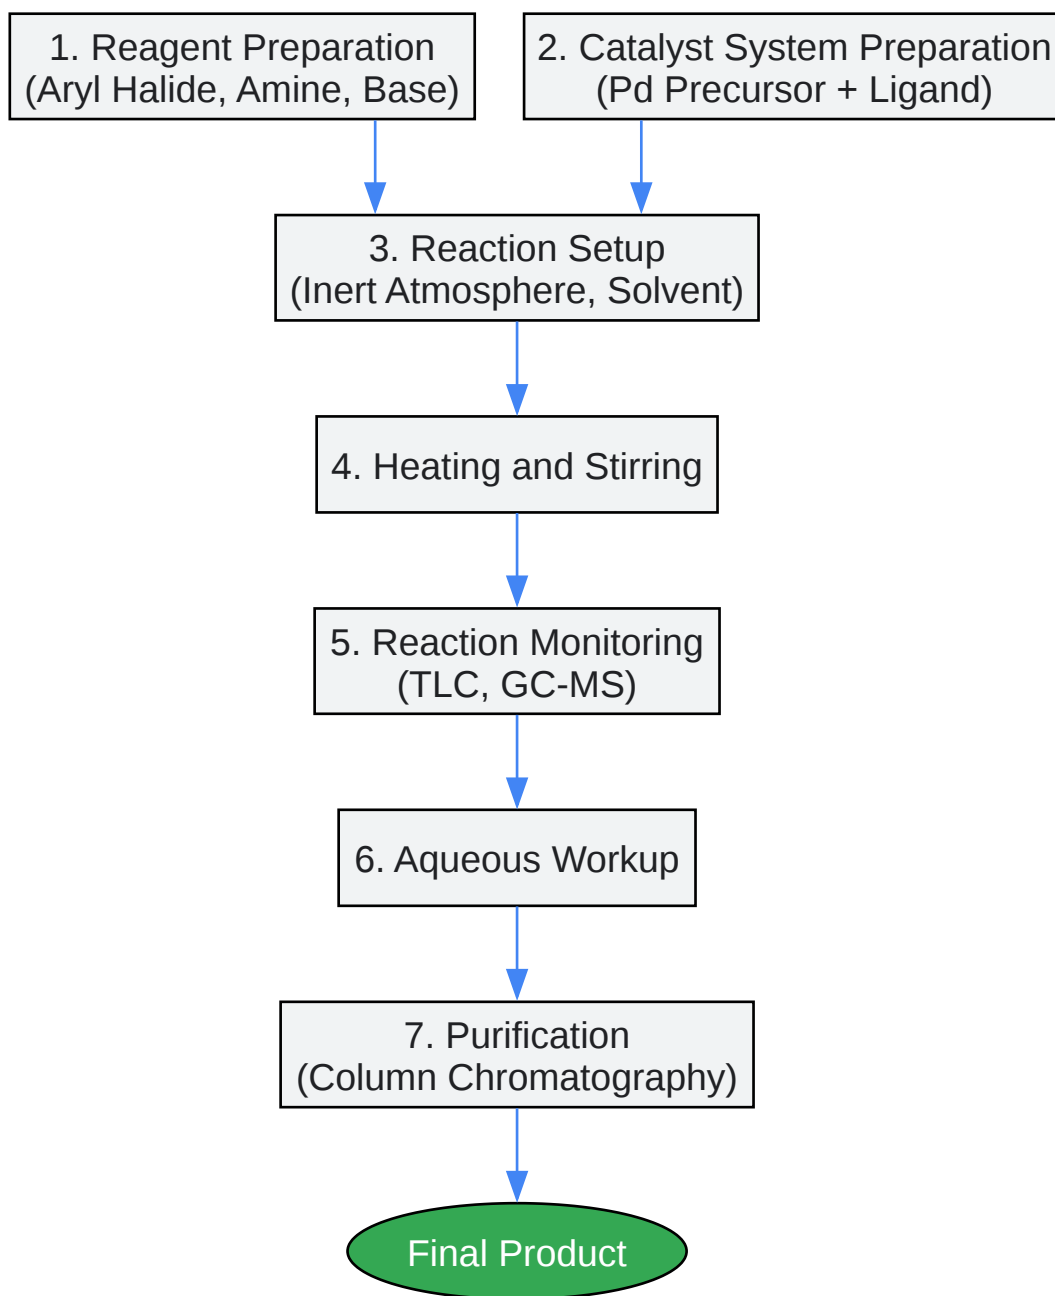 1. Reagent Preparation
(Aryl Halide, Amine, Base)
2. Catalyst System Preparation
(Pd Precursor + Ligand)
3. Reaction Setup
(Inert Atmosphere, Solvent)
4. Heating and Stirring
5. Reaction Monitoring
(TLC, GC-MS)
6. Aqueous Workup
7. Purification
(Column Chromatography)
Final Product